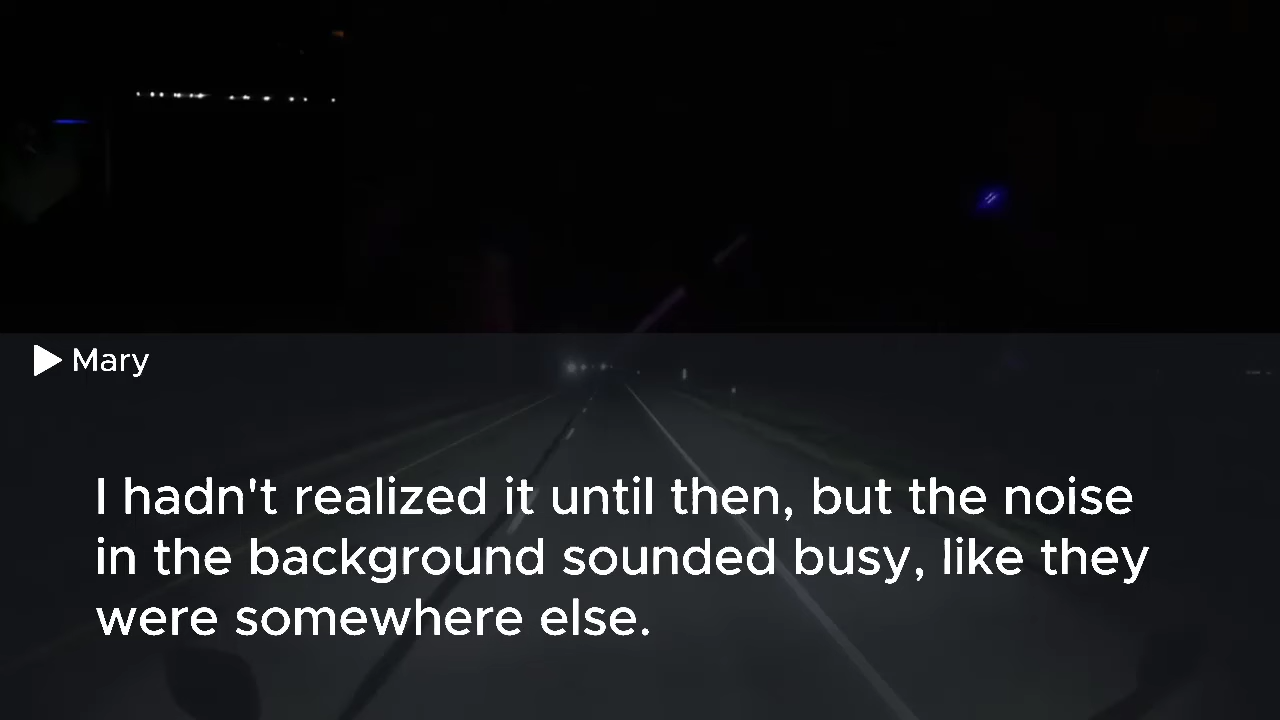 Mary
I hadn't realized it until then, but the noise
in the background sounded busy, like they
were somewhere else.